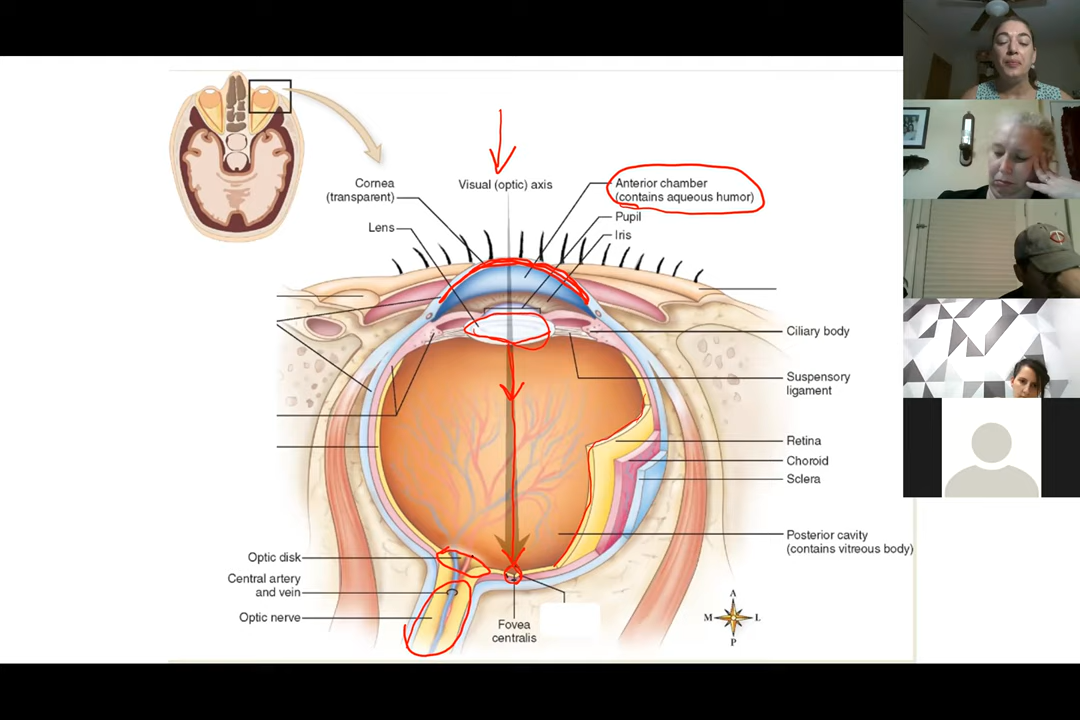 Cornea
(transparent)
Visual (optic) axis
Anterior chamber
(contains aqueous humor)
Lens
Pupil
Iris
Ciliary body
Suspensory
ligament
Retina
Choroid
Sclera
Posterior cavity
(contains vitreous body)
Optic disk
Central artery
and vein
Optic nerve
Fovea
centralis
A
M
L
P